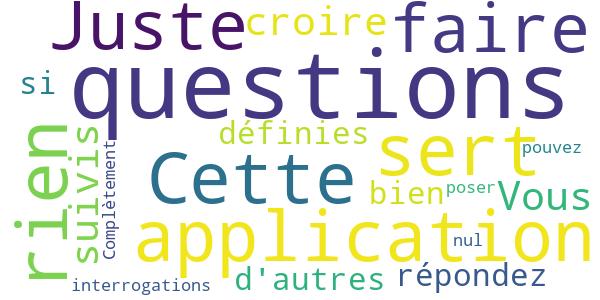 Juste
croire
faire
si
questions
rien
suivis
Complètement
définies
sert
pouvez
Cette
bien
poser
Vous
application
nul
interrogations
d'autres
répondez